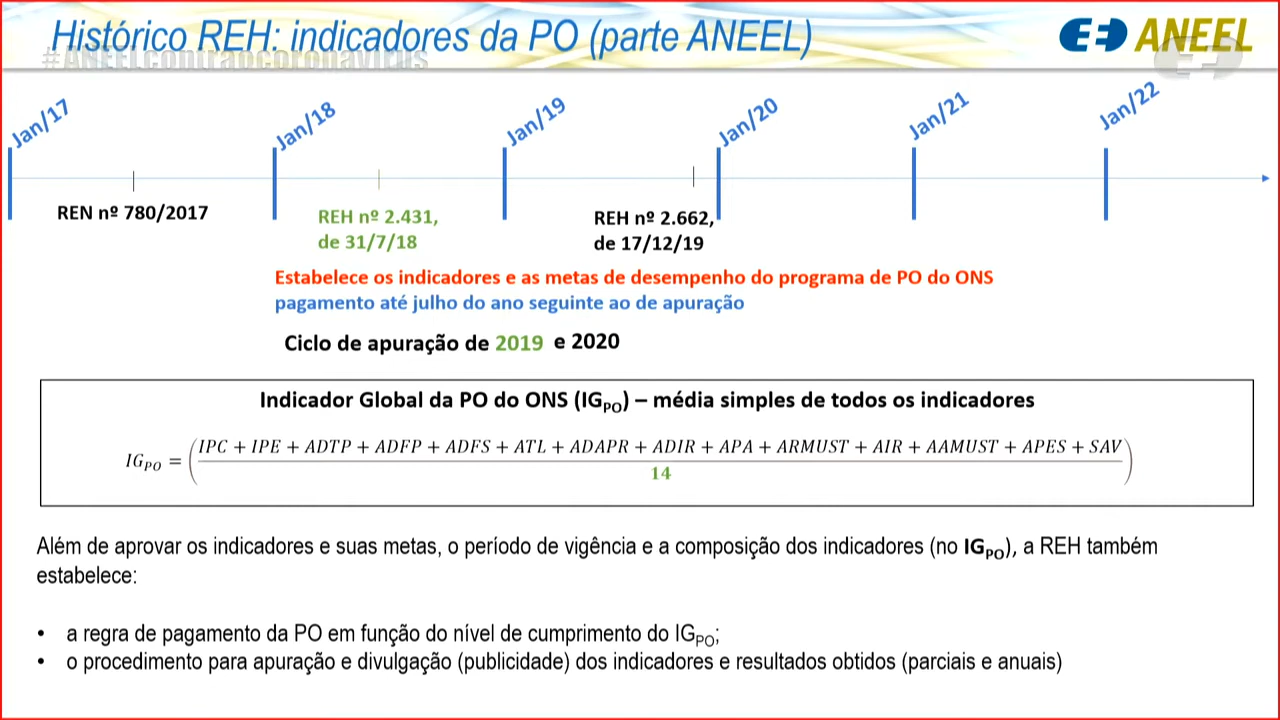 Histórico REH: indicadores da PO (parte ANEEL)
#ANEELcontraocoronavírus
ANEEL
Jan/17
Jan/18
Jan/19
Jan/20
Jan/21
Jan/22
REN nº 780/2017
REH nº 2.431,
de 31/7/18
REH nº 2.662,
de 17/12/19
Estabelece os indicadores e as metas de desempenho do programa de PO do ONS
pagamento até julho do ano seguinte ao de apuração
Ciclo de apuração de 2019 e 2020
Indicador Global da PO do ONS (IG_PO) – média simples de todos os indicadores
IG_PO = (IPC + IPE + ADTP + ADFP + ADFS + ATL + ADAPR + ADIR + APA + ARMUST + AIR + AAMUST + APES + SAV)
14
Além de aprovar os indicadores e suas metas, o período de vigência e a composição dos indicadores (no IG_PO), a REH também
estabelece:
• a regra de pagamento da PO em função do nível de cumprimento do IG_PO;
• o procedimento para apuração e divulgação (publicidade) dos indicadores e resultados obtidos (parciais e anuais)